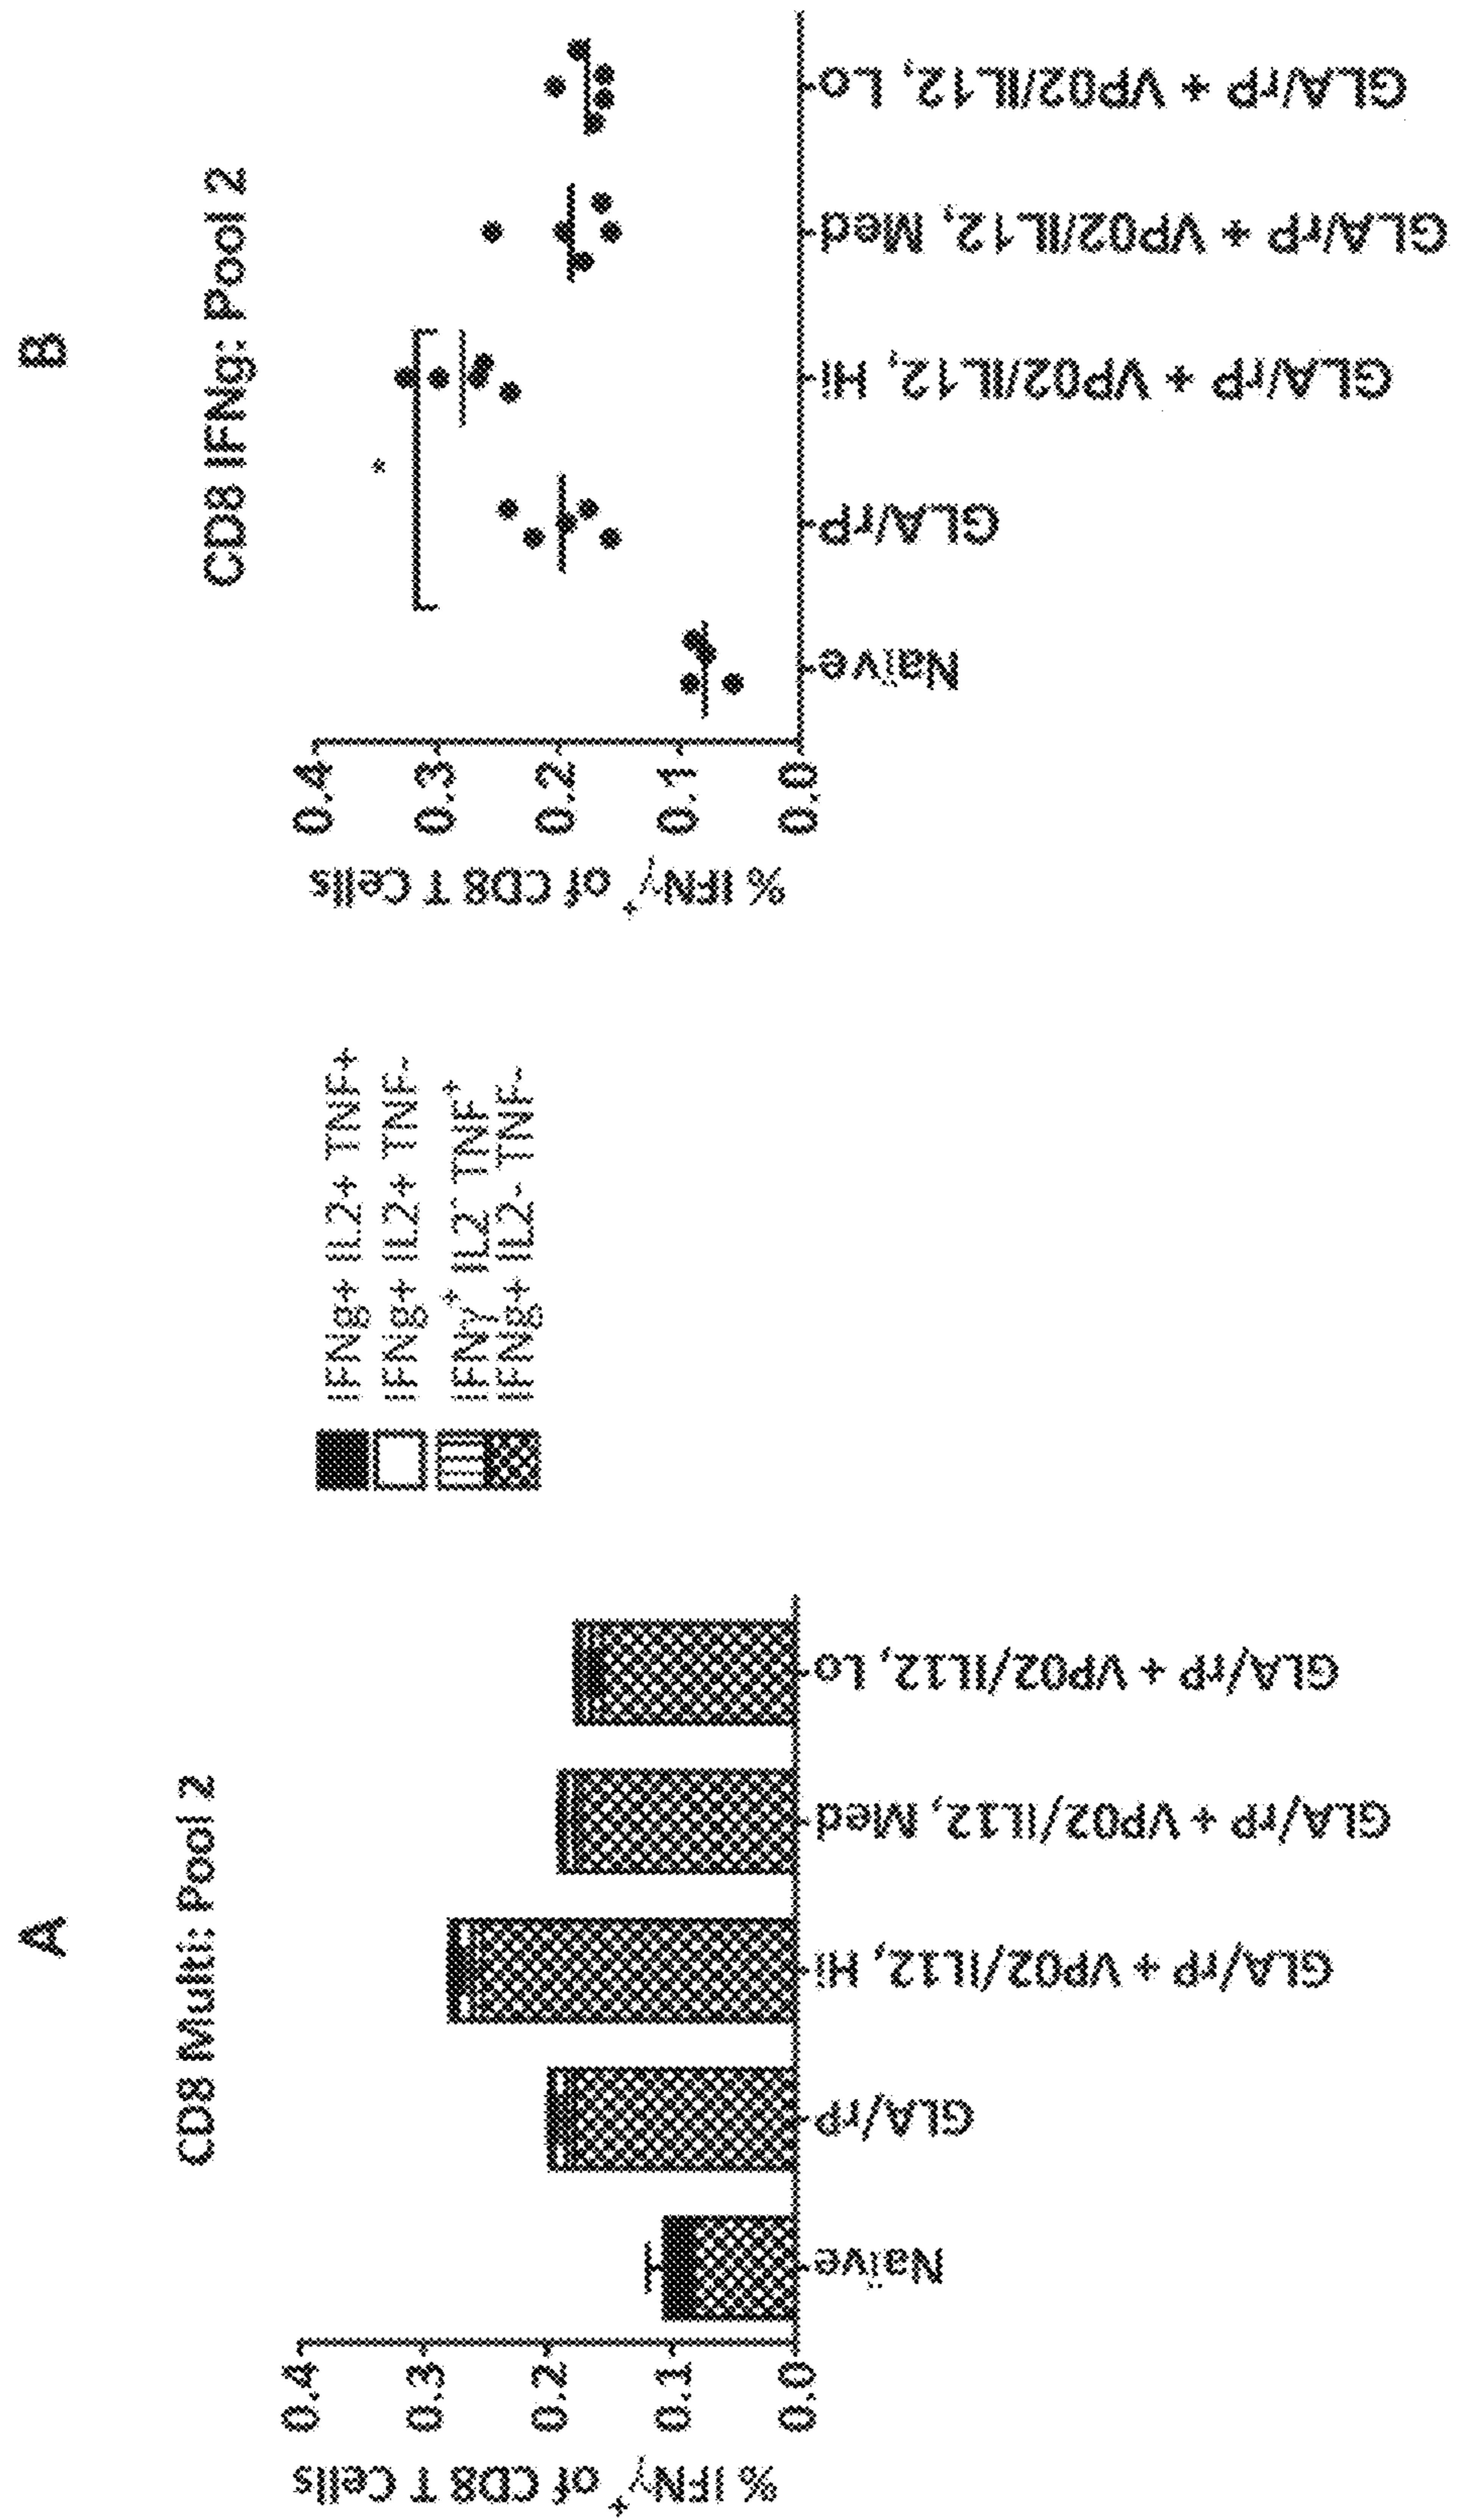 A
CD8 Multi: Pool 2
% IFNγ⁺ of CD8 T Cells
0.4
0.3
0.2
0.1
0.0
Naïve
GLA/rP
GLA/rP + VP02/IL12, Hi
GLA/rP + VP02/IL12, Med
GLA/rP + VP02/IL12, Lo
IFNg+ IL2+ TNF+
IFNg+ IL2+ TNF-
IFNγ⁺ IL2⁻ TNF⁺
IFNg+ IL2- TNF-
B
CD8 IFNg: Pool 2
% IFNγ⁺ of CD8 T Cells
0.4
0.3
0.2
0.1
0.0
*
Naïve
GLA/rP
GLA/rP + VP02/IL12, Hi
GLA/rP + VP02/IL12, Med
GLA/rP + VP02/IL12, Lo